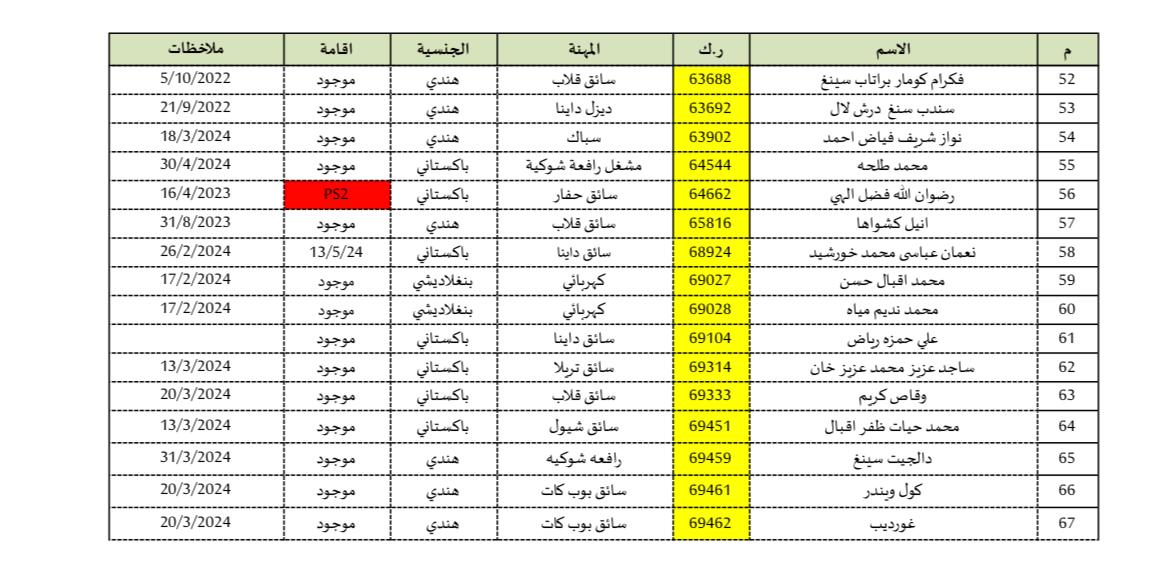 م الاسم ر.ك المهنة الجنسية اقامة ملاحظات
52 فكرام كومار براتاب سينغ 63688 سائق قلاب هندي موجود 5/10/2022
53 سندب سنغ درش لال 63692 ديزل داينا هندي موجود 21/9/2022
54 نواز شريف فياض احمد 63902 سباك هندي موجود 18/3/2024
55 محمد طلحه 64544 مشغل رافعة شوكية باكستاني موجود 30/4/2024
56 رضوان الله فضل الهي 64662 سائق حفار باكستاني PS2 16/4/2023
57 انيل كشواها 65816 سائق قلاب هندي موجود 31/8/2023
58 نعمان عباسى محمد خورشيد 68924 سائق داينا باكستاني 13/5/24 26/2/2024
59 محمد اقبال حسن 69027 كهربائي بنغلاديشي موجود 17/2/2024
60 محمد نديم مياه 69028 كهربائي بنغلاديشي موجود 17/2/2024
61 علي حمزه رياض 69104 سائق داينا باكستاني موجود
62 ساجد عزيز محمد عزيز خان 69314 سائق تريلا باكستاني موجود 13/3/2024
63 وقاص كريم 69333 سائق قلاب باكستاني موجود 20/3/2024
64 محمد حيات ظفر اقبال 69451 سائق شيول باكستاني موجود 13/3/2024
65 دالجيت سينغ 69459 رافعه شوكيه هندي موجود 31/3/2024
66 كول ويندر 69461 سائق بوب كات هندي موجود 20/3/2024
67 غورديب 69462 سائق بوب كات هندي موجود 20/3/2024